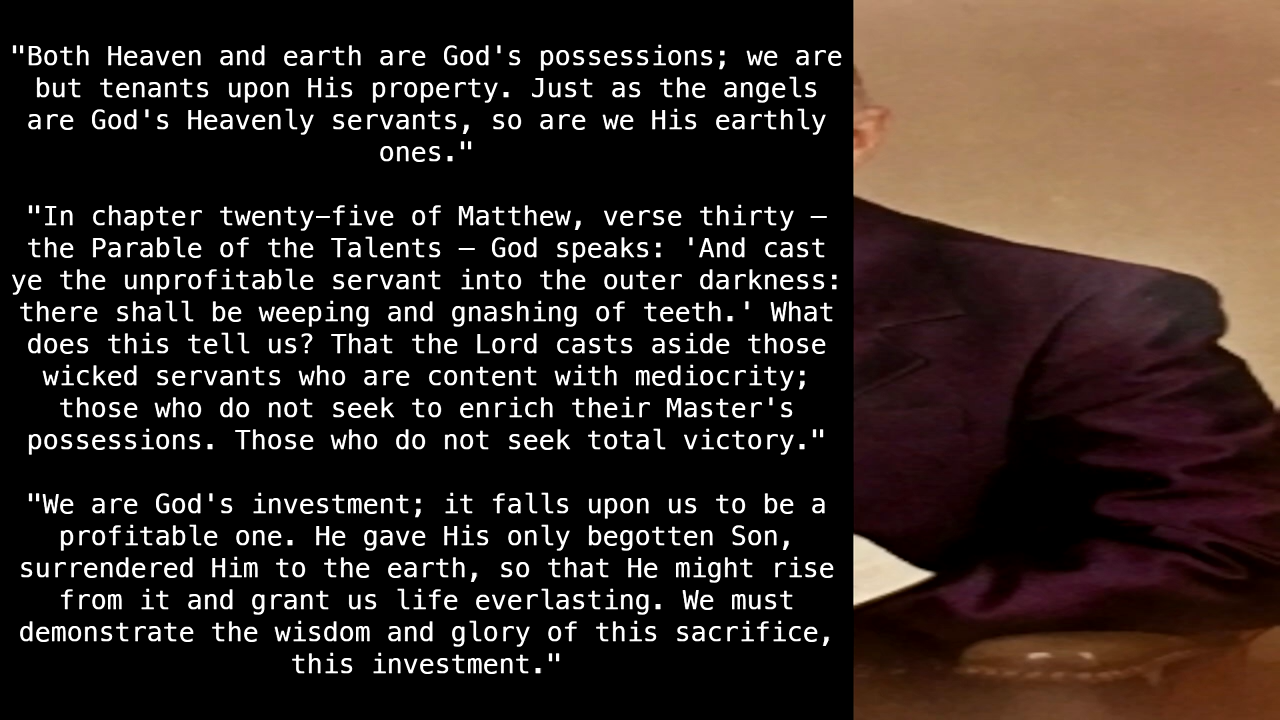 "Both Heaven and earth are God's possessions; we are
but tenants upon His property. Just as the angels
are God's Heavenly servants, so are we His earthly
ones."
"In chapter twenty–five of Matthew, verse thirty –
the Parable of the Talents – God speaks: 'And cast
ye the unprofitable servant into the outer darkness:
there shall be weeping and gnashing of teeth.' What
does this tell us? That the Lord casts aside those
wicked servants who are content with mediocrity;
those who do not seek to enrich their Master's
possessions. Those who do not seek total victory."
"We are God's investment; it falls upon us to be a
profitable one. He gave His only begotten Son,
surrendered Him to the earth, so that He might rise
from it and grant us life everlasting. We must
demonstrate the wisdom and glory of this sacrifice,
this investment."